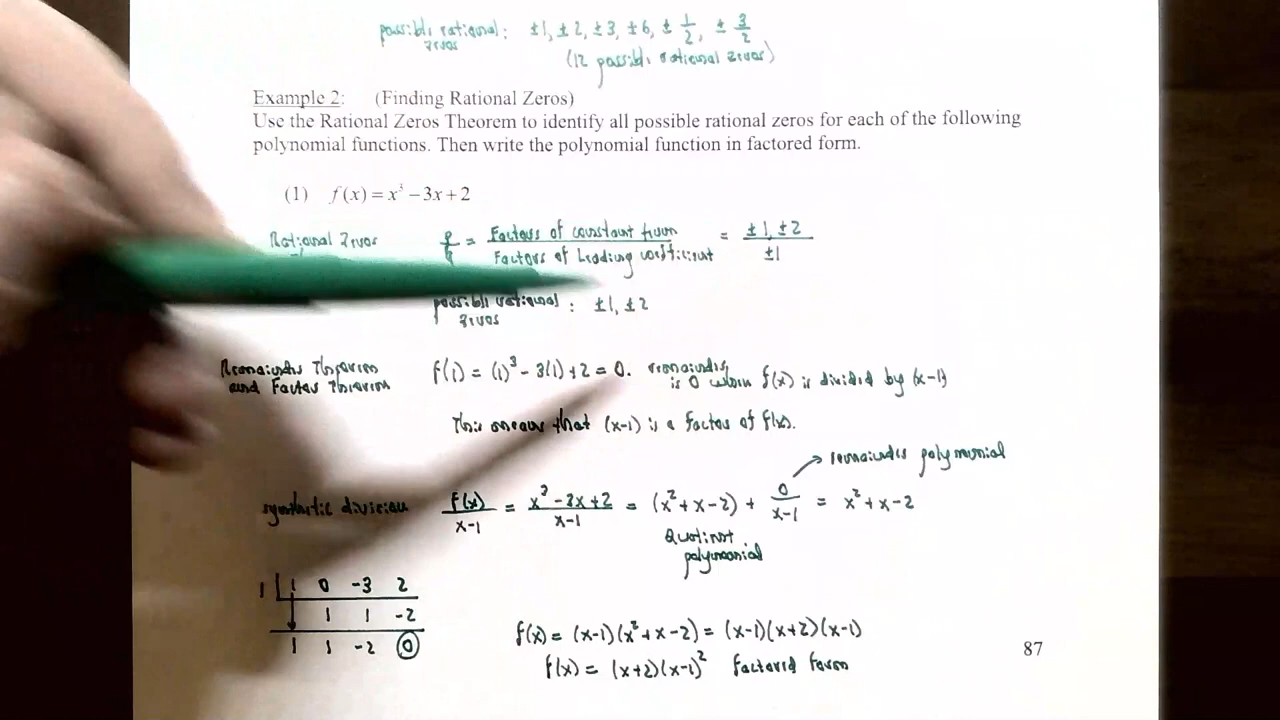 possible rational: ±1, ±2, ±3, ±6, ± 1/2, ± 3/2
zeros
(12 possible rational zeros)
Example 2: (Finding Rational Zeros)
Use the Rational Zeros Theorem to identify all possible rational zeros for each of the following
polynomial functions. Then write the polynomial function in factored form.
(1) f(x) = x³ − 3x + 2
Rational Zeros p/q = Factors of constant term / Factors of Leading coefficient = ±1, ±2 / ±1
possible rational: ±1, ±2
zeros
Remainder Theorem f(1) = (1)³ - 3(1) + 2 = 0. remainder
and Factor Theorem is 0 when f(x) is divided by (x-1)
This means that (x-1) is a factor of f(x).
remainder polynomial
synthetic division f(x)/x-1 = x³-3x+2/x-1 = (x²+x-2) + 0/x-1 = x²+x-2
Quotient
polynomial
1 | 1 0 -3 2
1 1 -2
1 1 -2 0
f(x) = (x-1)(x²+x-2) = (x-1)(x+2)(x-1)
f(x) = (x+2)(x-1)² factored form
87